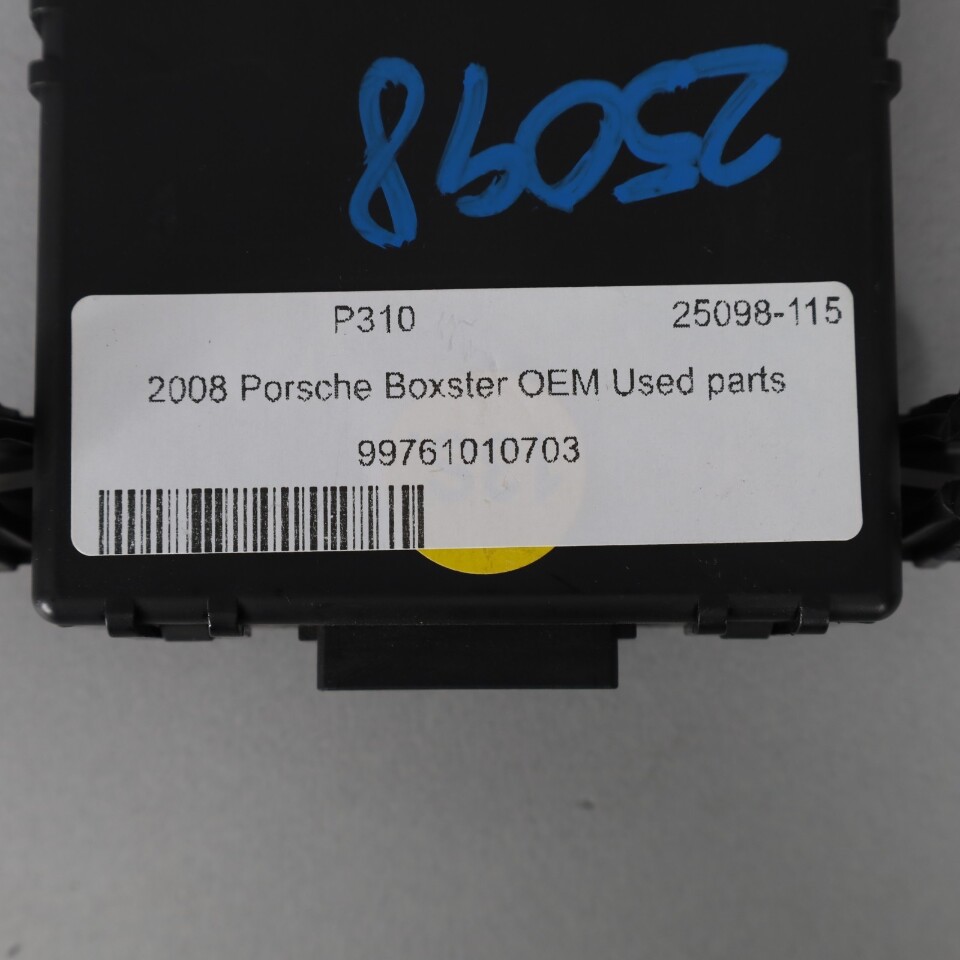 25098
P310 25098-115
2008 Porsche Boxster OEM Used parts
99761010703